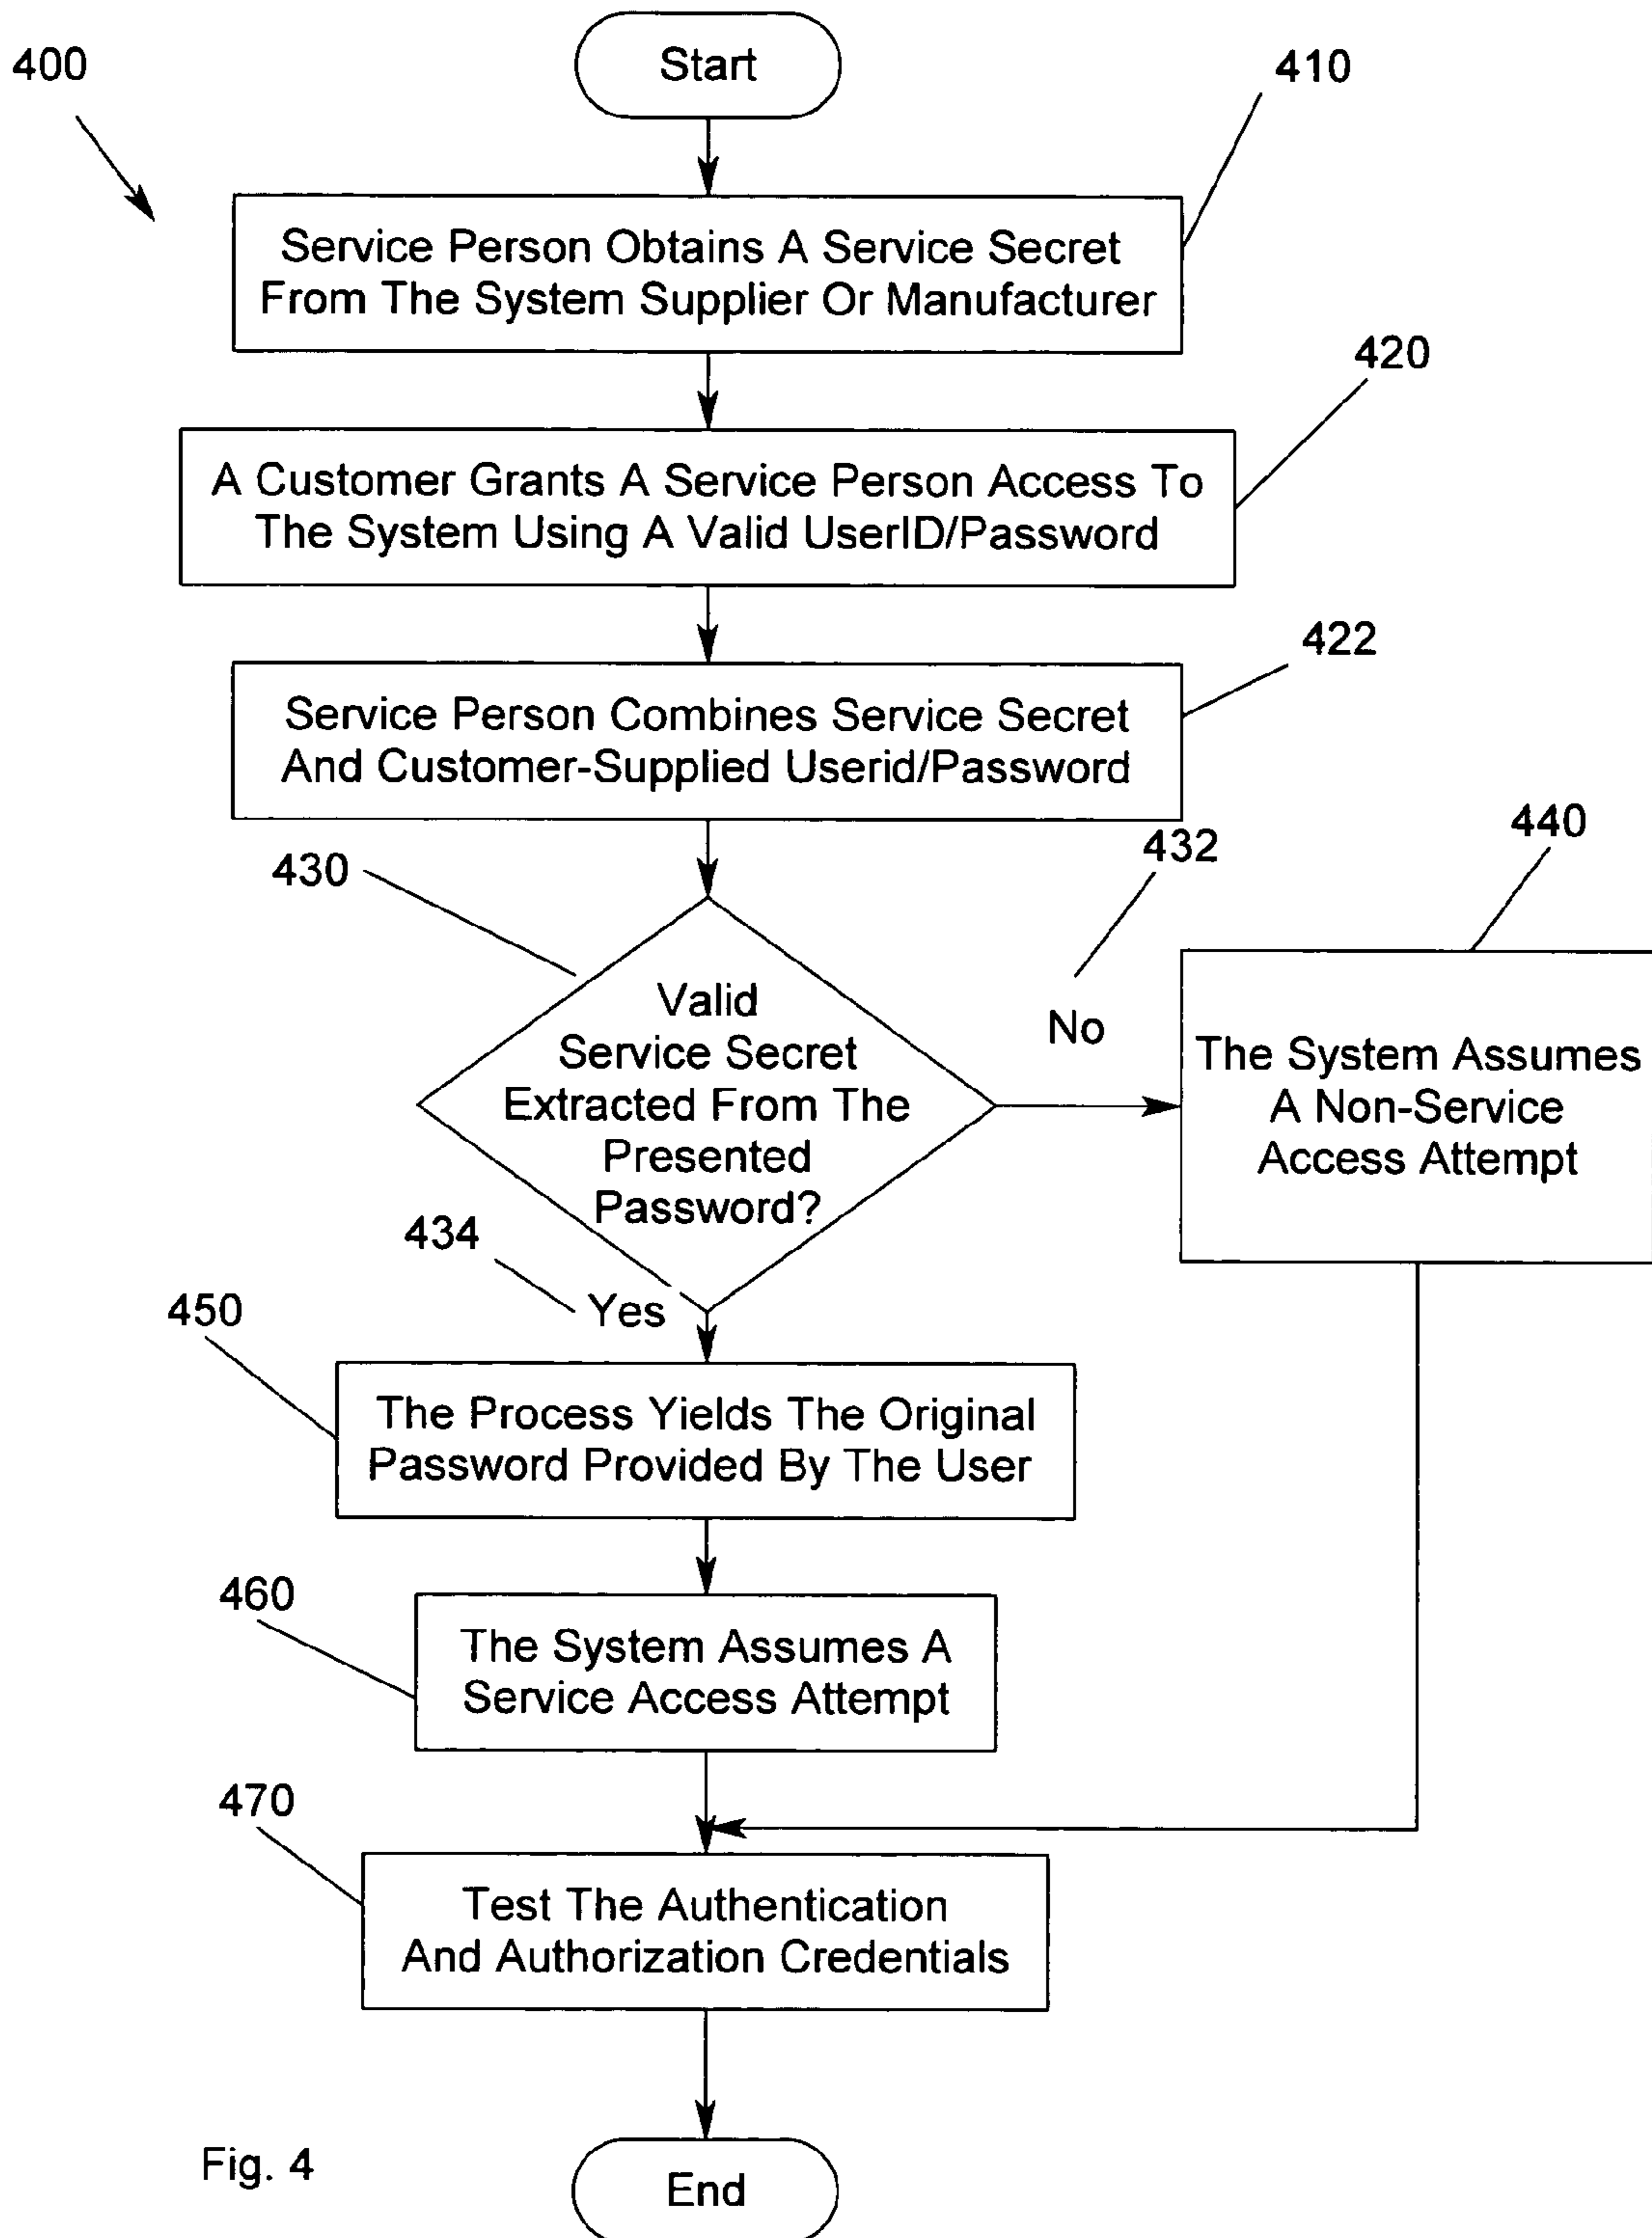 400
Start
410
Service Person Obtains A Service Secret
From The System Supplier Or Manufacturer
420
A Customer Grants A Service Person Access To
The System Using A Valid UserID/Password
422
Service Person Combines Service Secret
And Customer-Supplied Userid/Password
430
432
440
Valid
Service Secret
Extracted From The
Presented
Password?
No
The System Assumes
A Non-Service
Access Attempt
434
Yes
450
The Process Yields The Original
Password Provided By The User
460
The System Assumes A
Service Access Attempt
470
Test The Authentication
And Authorization Credentials
Fig. 4
End